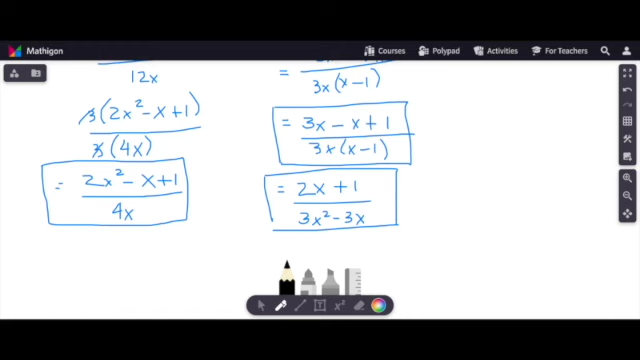 Mathigon
Courses
Polypad
Activities
For Teachers
12x
3(2x² - x + 1)
3(4x)
= 2x² - x + 1
4x
=
3x(x - 1)
= 3x - x + 1
3x(x - 1)
= 2x + 1
3x² - 3x
T
x²